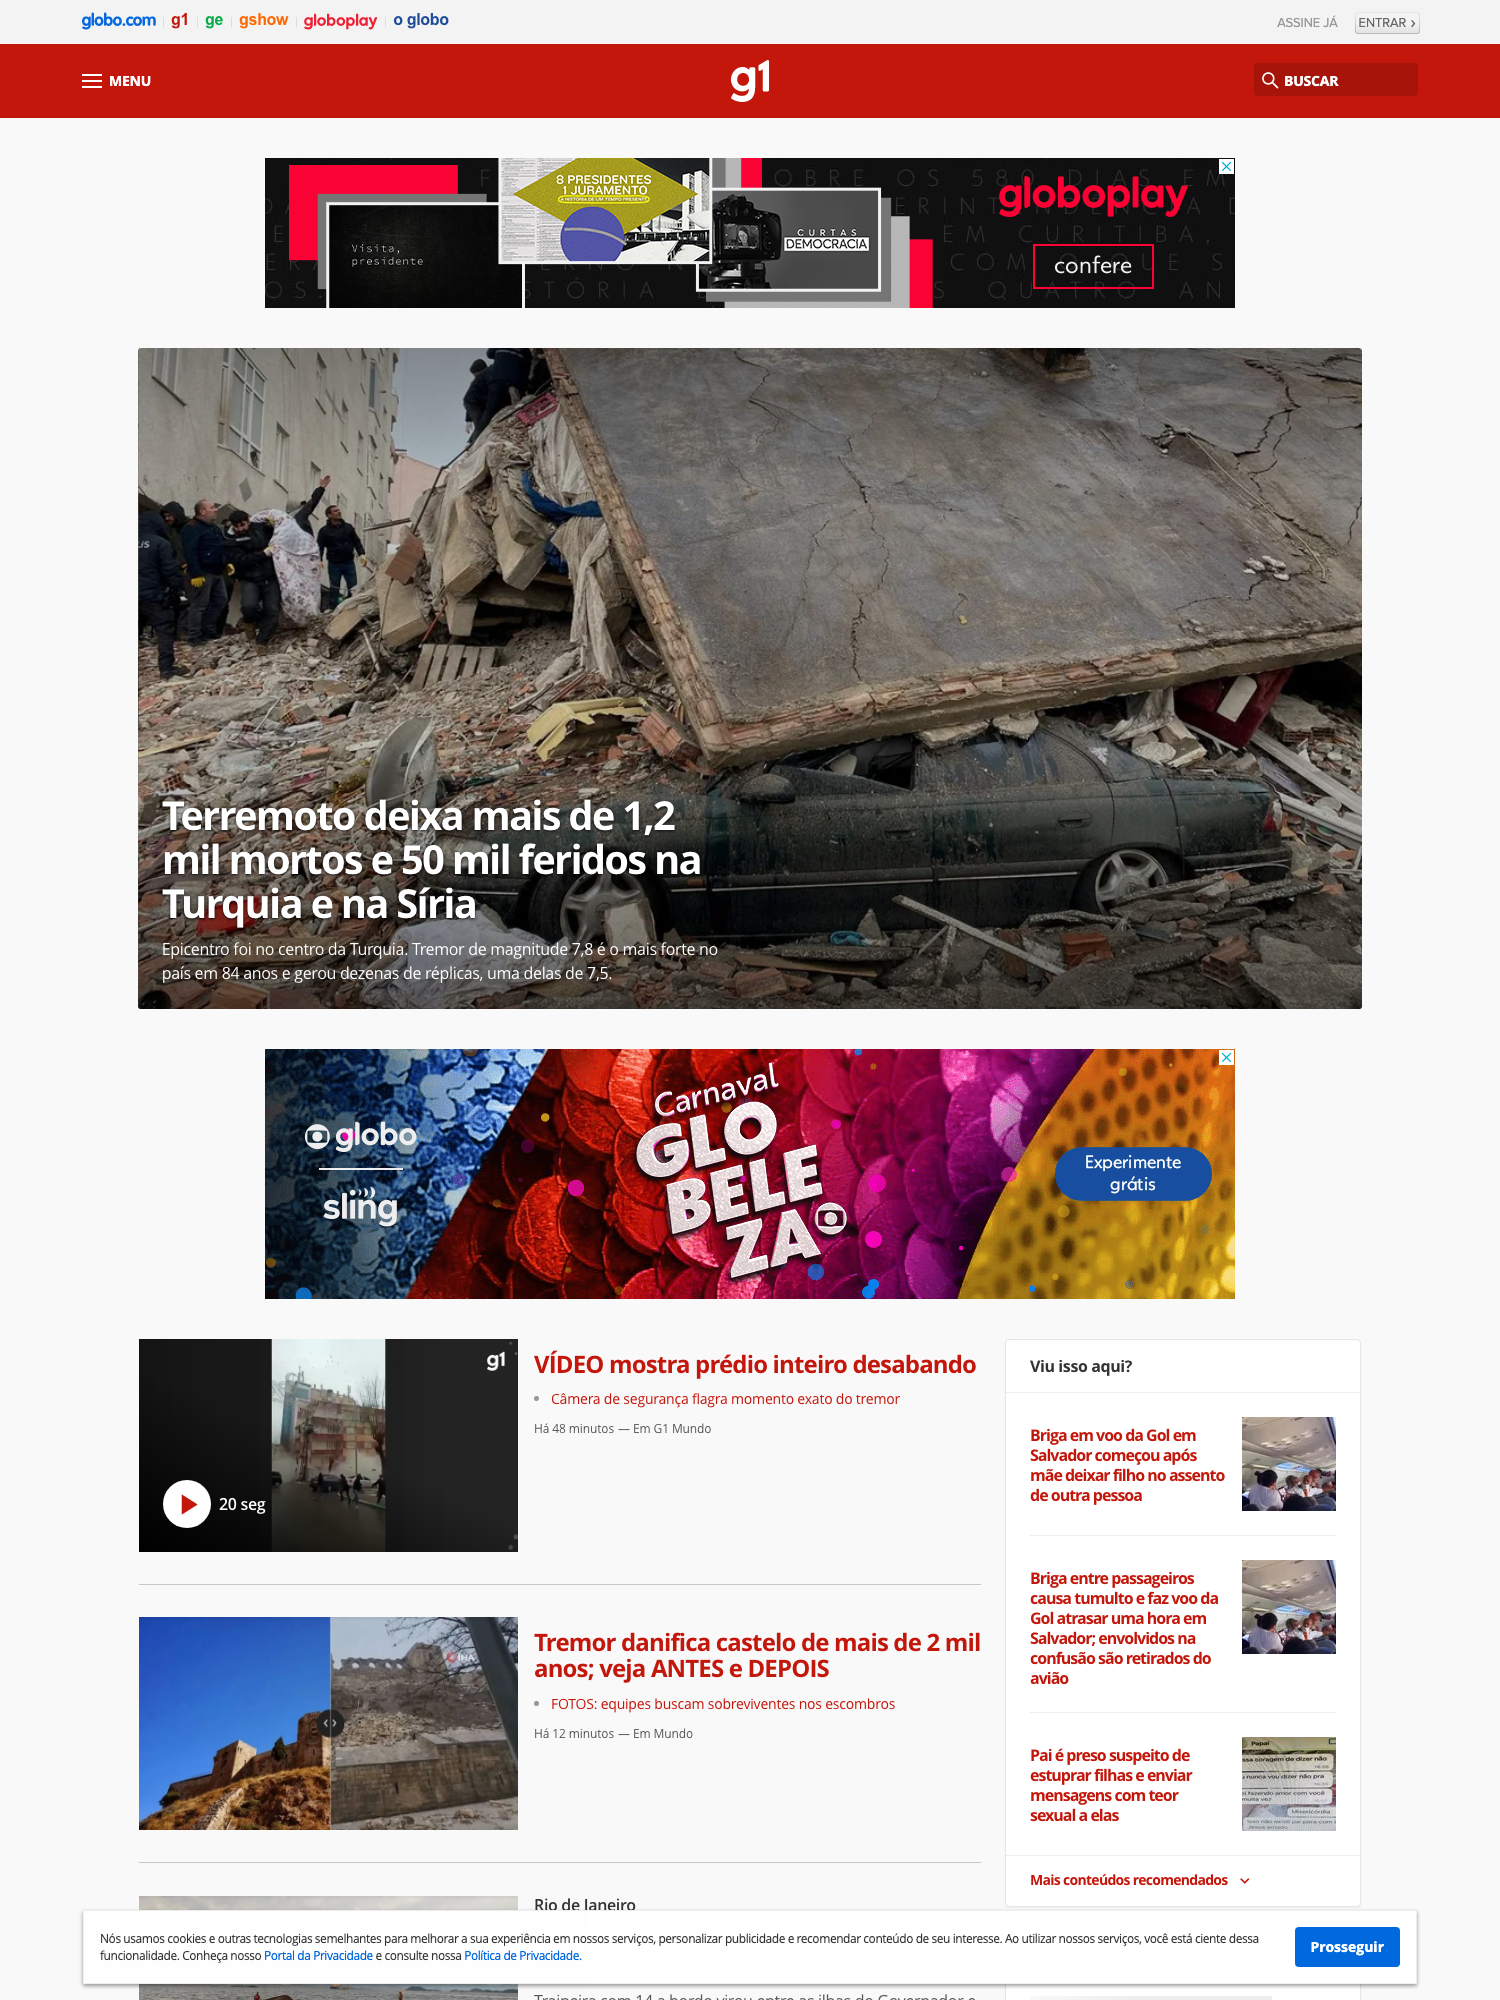 globo.com g1 ge gshow globoplay o globo
ASSINE JÁ ENTRAR ›
MENU
g1
BUSCAR
Visita,
presidente
8 PRESIDENTES
1 JURAMENTO
A HISTÓRIA DE UM TEMPO PRESENTE
CURTAS
DEMOCRACIA
globoplay
confere
Terremoto deixa mais de 1,2
mil mortos e 50 mil feridos na
Turquia e na Síria
Epicentro foi no centro da Turquia. Tremor de magnitude 7,8 é o mais forte no
país em 84 anos e gerou dezenas de réplicas, uma delas de 7,5.
globo
sling
Carnaval
GLO
BELE
ZA
Experimente
grátis
g1
20 seg
VÍDEO mostra prédio inteiro desabando
Câmera de segurança flagra momento exato do tremor
Há 48 minutos — Em G1 Mundo
IHA
Tremor danifica castelo de mais de 2 mil
anos; veja ANTES e DEPOIS
FOTOS: equipes buscam sobreviventes nos escombros
Há 12 minutos — Em Mundo
Rio de Janeiro
Viu isso aqui?
Briga em voo da Gol em
Salvador começou após
mãe deixar filho no assento
de outra pessoa
Briga entre passageiros
causa tumulto e faz voo da
Gol atrasar uma hora em
Salvador; envolvidos na
confusão são retirados do
avião
Pai é preso suspeito de
estuprar filhas e enviar
mensagens com teor
sexual a elas
Papai
Misericórdia
Mais conteúdos recomendados
Nós usamos cookies e outras tecnologias semelhantes para melhorar a sua experiência em nossos serviços, personalizar publicidade e recomendar conteúdo de seu interesse. Ao utilizar nossos serviços, você está ciente dessa
funcionalidade. Conheça nosso Portal da Privacidade e consulte nossa Política de Privacidade.
Prosseguir
Traineira com 14 a bordo virou entre as ilhas do Governador e